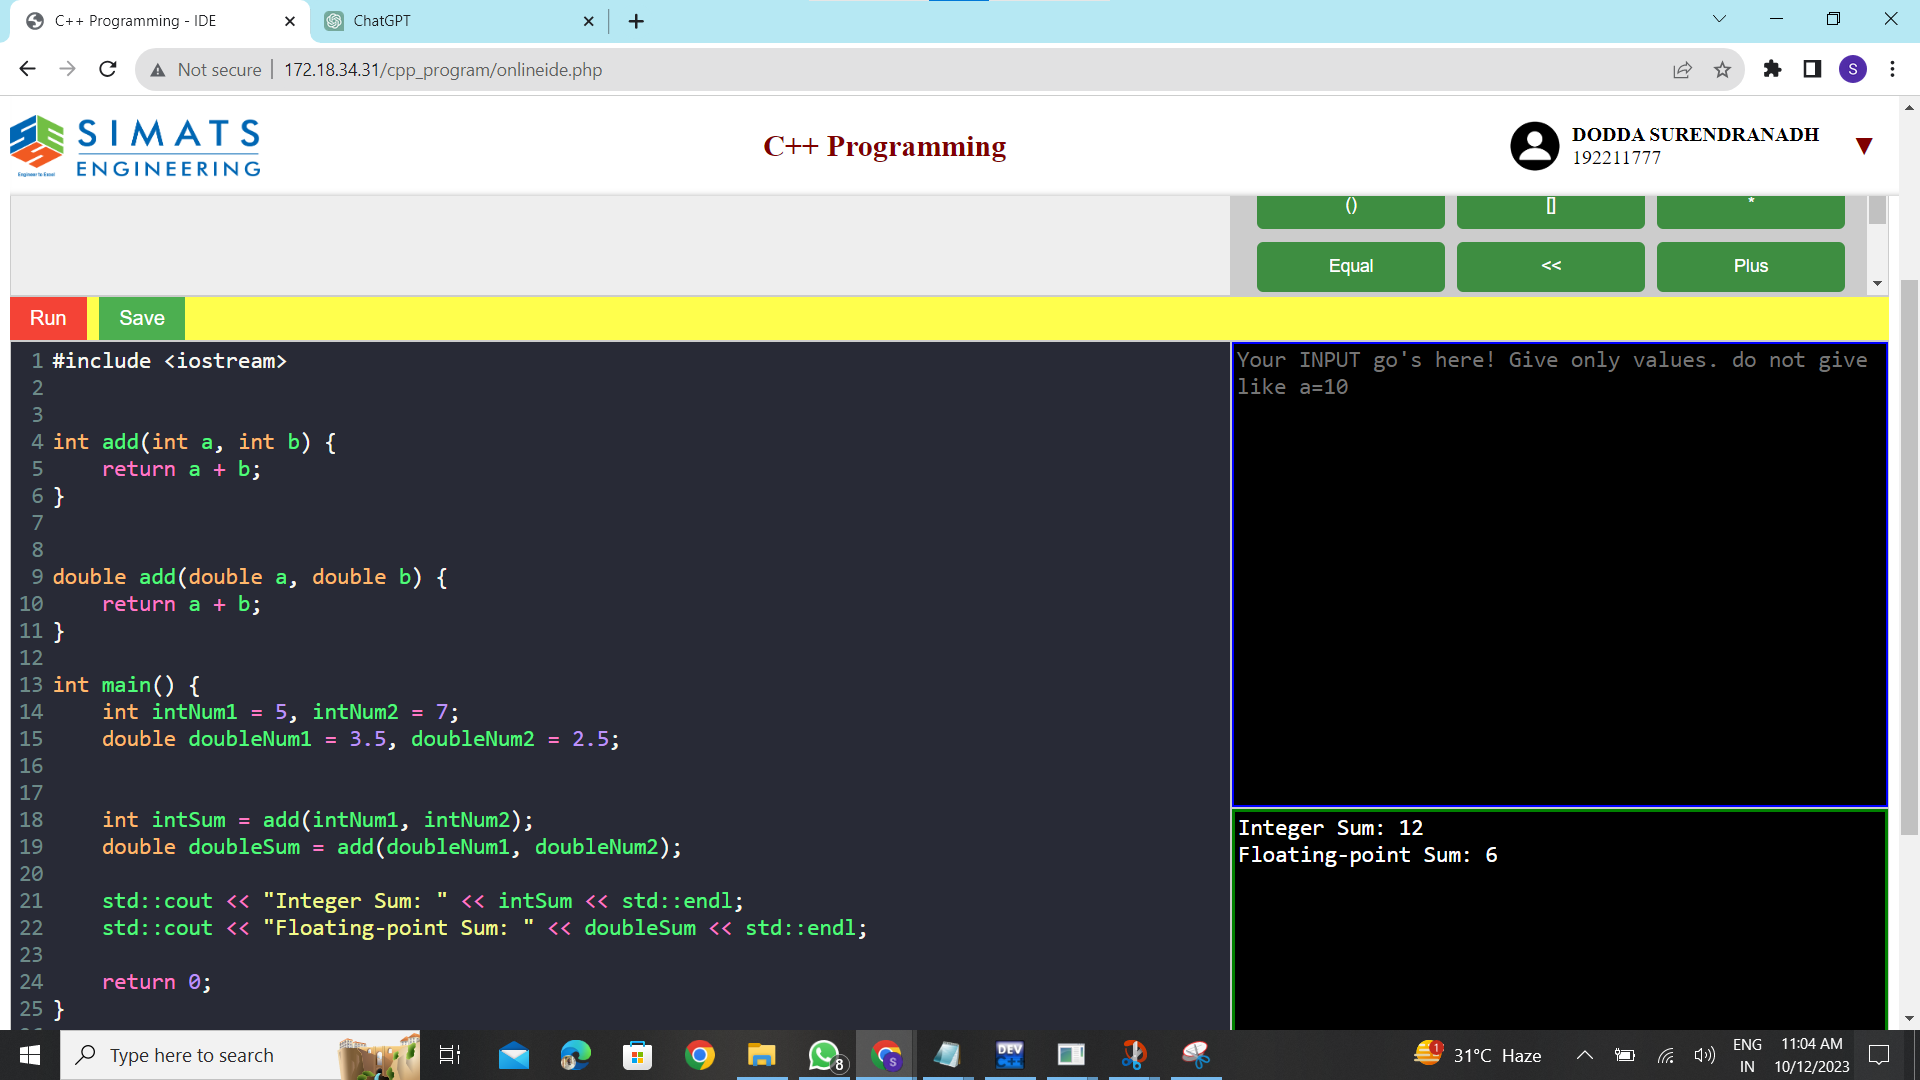 C++ Programming - IDE
ChatGPT
Not secure
172.18.34.31/cpp_program/onlineide.php
S
SIMATS
ENGINEERING
Engineer to Excel
C++ Programming
DODDA SURENDRANADH
192211777
()
[]
*
Equal
<<
Plus
Run
Save
1 #include <iostream>
2
3
4 int add(int a, int b) {
5     return a + b;
6 }
7
8
9 double add(double a, double b) {
10     return a + b;
11 }
12
13 int main() {
14     int intNum1 = 5, intNum2 = 7;
15     double doubleNum1 = 3.5, doubleNum2 = 2.5;
16
17
18     int intSum = add(intNum1, intNum2);
19     double doubleSum = add(doubleNum1, doubleNum2);
20
21     std::cout << "Integer Sum: " << intSum << std::endl;
22     std::cout << "Floating-point Sum: " << doubleSum << std::endl;
23
24     return 0;
25 }
Your INPUT go's here! Give only values. do not give
like a=10
Integer Sum: 12
Floating-point Sum: 6
Type here to search
8
S
DEV
C++
1
31°C Haze
ENG
IN
11:04 AM
10/12/2023